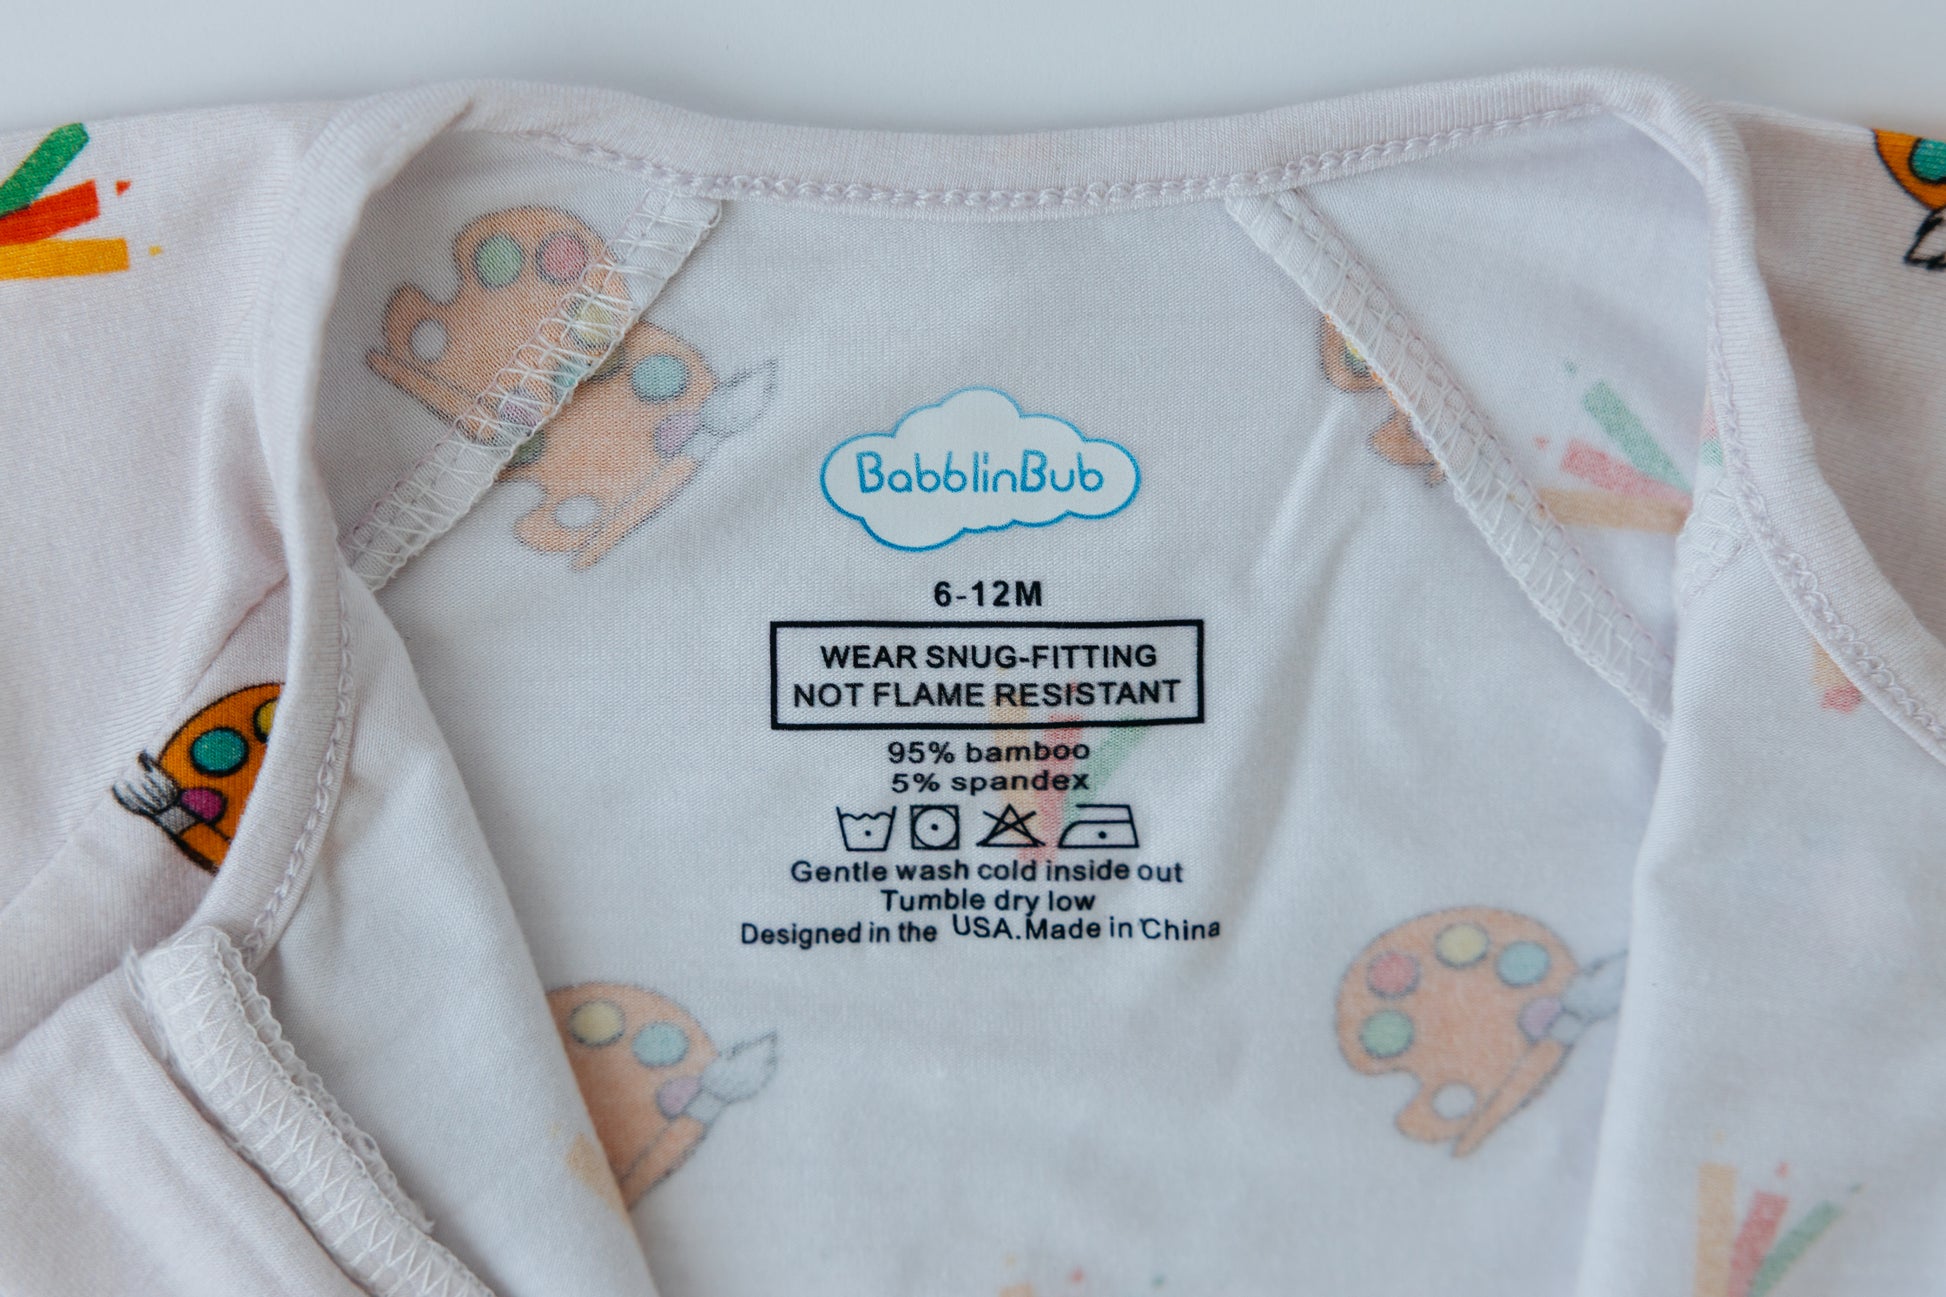 BabblinBub
6-12M
WEAR SNUG-FITTING
NOT FLAME RESISTANT
95% bamboo
5% spandex
Gentle wash cold inside out
Tumble dry low
Designed in the USA.Made in China